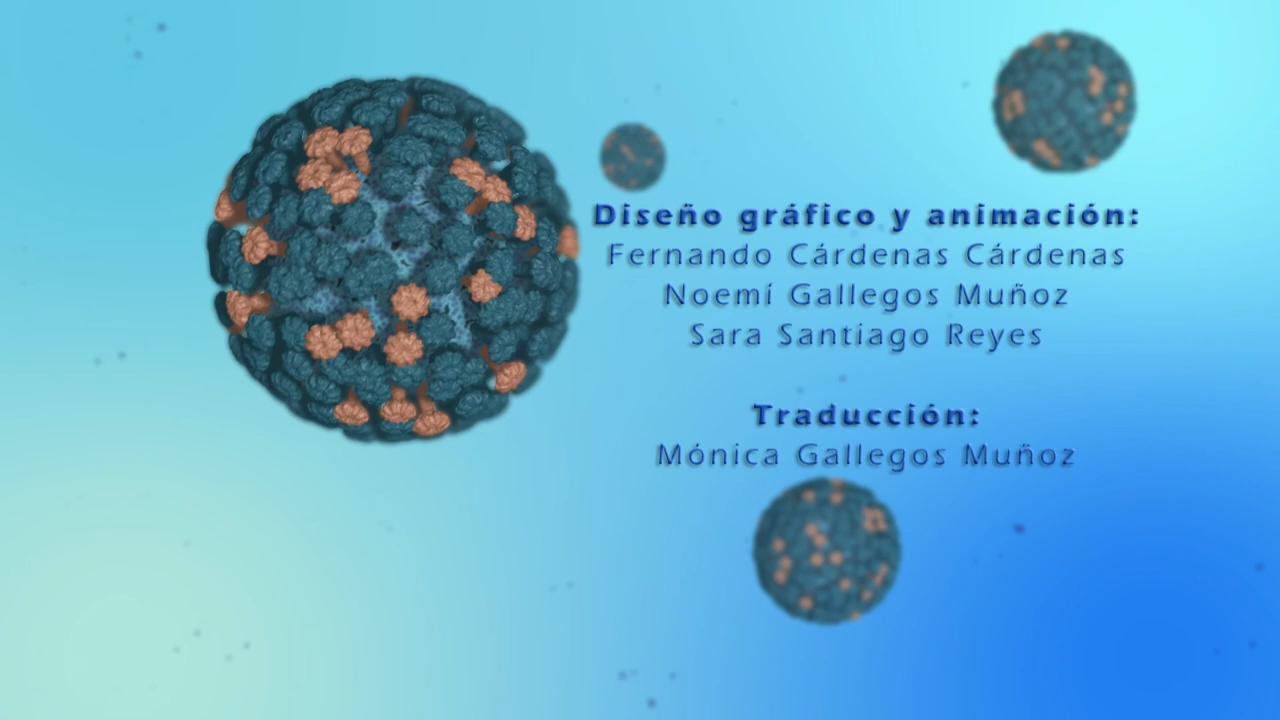 Diseño gráfico y animación:
Fernando Cárdenas Cárdenas
Noemí Gallegos Muñoz
Sara Santiago Reyes
Traducción:
Mónica Gallegos Muñoz